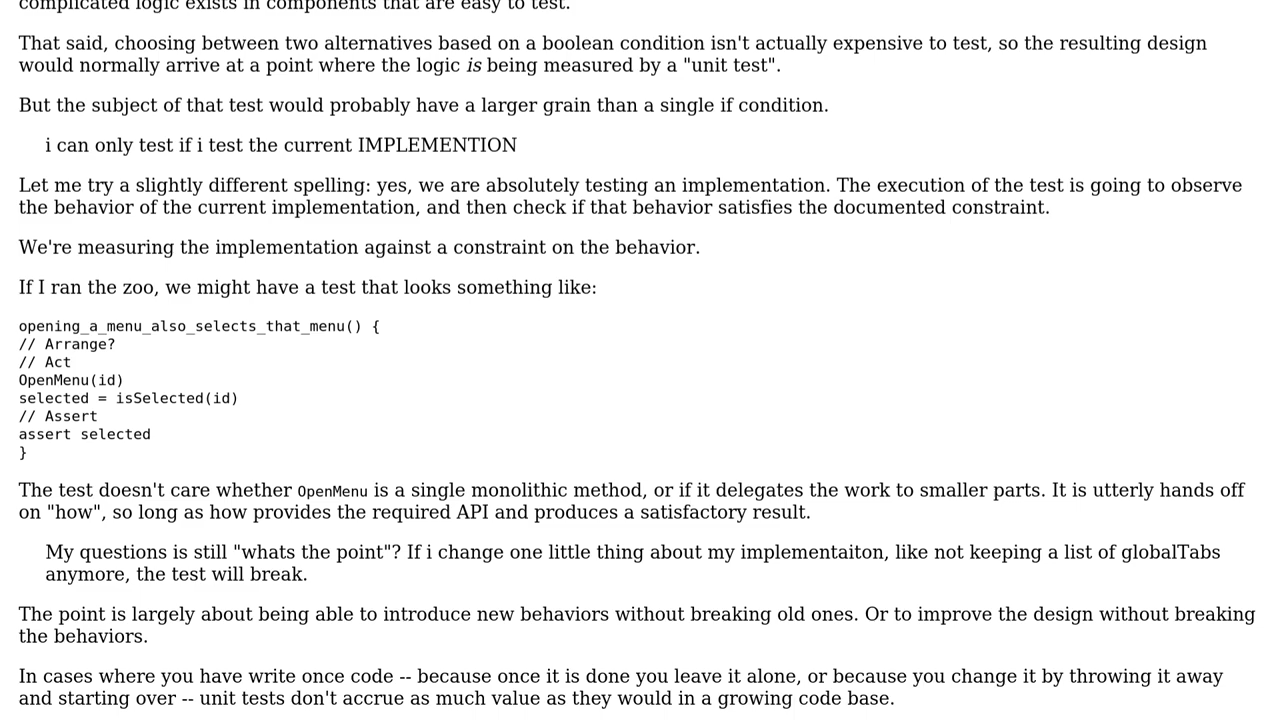 complicated logic exists in components that are easy to test.
That said, choosing between two alternatives based on a boolean condition isn't actually expensive to test, so the resulting design
would normally arrive at a point where the logic is being measured by a "unit test".
But the subject of that test would probably have a larger grain than a single if condition.
i can only test if i test the current IMPLEMENTION
Let me try a slightly different spelling: yes, we are absolutely testing an implementation. The execution of the test is going to observe
the behavior of the current implementation, and then check if that behavior satisfies the documented constraint.
We're measuring the implementation against a constraint on the behavior.
If I ran the zoo, we might have a test that looks something like:
opening_a_menu_also_selects_that_menu() {
// Arrange?
// Act
OpenMenu(id)
selected = isSelected(id)
// Assert
assert selected
}
The test doesn't care whether OpenMenu is a single monolithic method, or if it delegates the work to smaller parts. It is utterly hands off
on "how", so long as how provides the required API and produces a satisfactory result.
My questions is still "whats the point"? If i change one little thing about my implementaiton, like not keeping a list of globalTabs
anymore, the test will break.
The point is largely about being able to introduce new behaviors without breaking old ones. Or to improve the design without breaking
the behaviors.
In cases where you have write once code -- because once it is done you leave it alone, or because you change it by throwing it away
and starting over -- unit tests don't accrue as much value as they would in a growing code base.